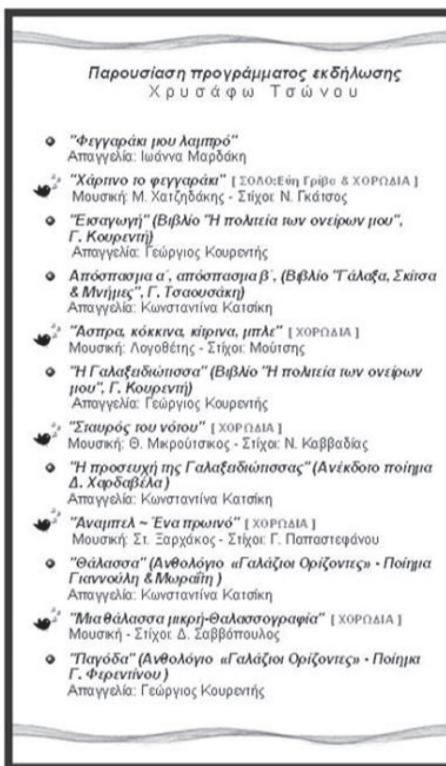 Παρουσίαση προγράμματος εκδήλωσης
Χρυσάφω Τσώνου
"Φεγγαράκι μου λαμπρό"
Απαγγελία: Ιωάννα Μαρδάκη
"Χάρτινο το φεγγαράκι" [ ΣΟΛΟ:Εύη Γρίβα & ΧΟΡΩΔΙΑ ]
Μουσική: Μ. Χατζηδάκης - Στίχοι: Ν. Γκάτσος
"Εισαγωγή" (Βιβλίο "Η πολιτεία των ονείρων μου",
Γ. Κουρεντή)
Απαγγελία: Γεώργιος Κουρεντής
Απόσπασμα α΄, απόσπασμα β΄, (Βιβλίο "Γάλαξα, Σκίτσα
& Μνήμες", Γ. Τσαουσάκη)
Απαγγελία: Κωνσταντίνα Κατσίκη
"Άσπρα, κόκκινα, κίτρινα, μπλε" [ ΧΟΡΩΔΙΑ ]
Μουσική: Λογοθέτης - Στίχοι: Μούτσης
"Η Γαλαξειδιώτισσα" (Βιβλίο "Η πολιτεία των ονείρων
μου", Γ. Κουρεντή)
Απαγγελία: Γεώργιος Κουρεντής
"Σταυρός του νότου" [ ΧΟΡΩΔΙΑ ]
Μουσική: Θ. Μικρούτσικος - Στίχοι: Ν. Καββαδίας
"Η προσευχή της Γαλαξειδιώτισσας" (Ανέκδοτο ποίημα
Δ. Χαρδαβέλα )
Απαγγελία: Κωνσταντίνα Κατσίκη
"Αναμπελ ~ Ένα πρωινό" [ ΧΟΡΩΔΙΑ ]
Μουσική: Στ. Ξαρχάκος - Στίχοι: Γ. Παπαστεφάνου
"Θάλασσα" (Ανθολόγιο «Γαλάζιοι Ορίζοντες» - Ποίημα
Γιαννούλη & Μωραΐτη )
Απαγγελία: Κωνσταντίνα Κατσίκη
"Μια θάλασσα μικρή-Θαλασσογραφία" [ ΧΟΡΩΔΙΑ ]
Μουσική - Στίχοι: Δ. Σαββόπουλος
"Παγόδα" (Ανθολόγιο «Γαλάζιοι Ορίζοντες» - Ποίημα
Γ. Φερεντίνου )
Απαγγελία: Γεώργιος Κουρεντής